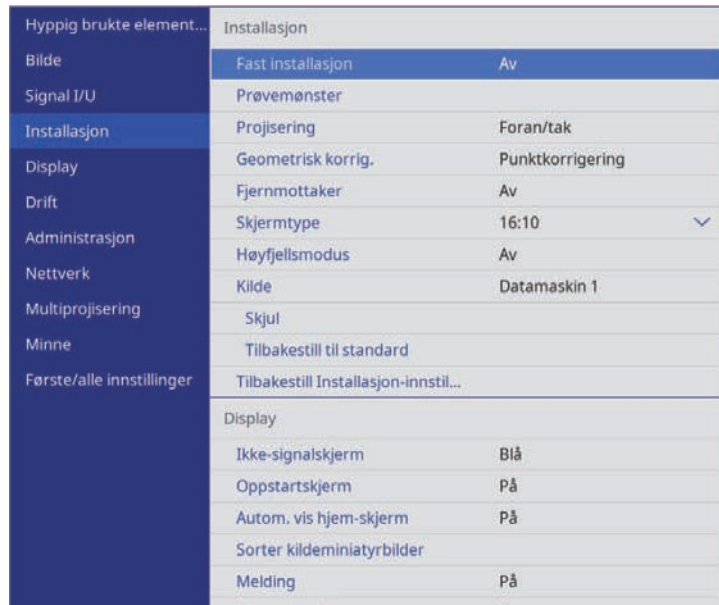 Hyppig brukte element...
Bilde
Signal I/U
Installasjon
Display
Drift
Administrasjon
Nettverk
Multiprojisering
Minne
Første/alle innstillinger
Installasjon
Fast installasjon Av
Prøvemønster
Projisering Foran/tak
Geometrisk korrig. Punktkorrigering
Fjernmottaker Av
Skjermtype 16:10
Høyfjellsmodus Av
Kilde Datamaskin 1
Skjul
Tilbakestill til standard
Tilbakestill Installasjon-innstil...
Display
Ikke-signalskjerm Blå
Oppstartskjerm På
Autom. vis hjem-skjerm På
Sorter kildeminiatyrbilder
Melding På